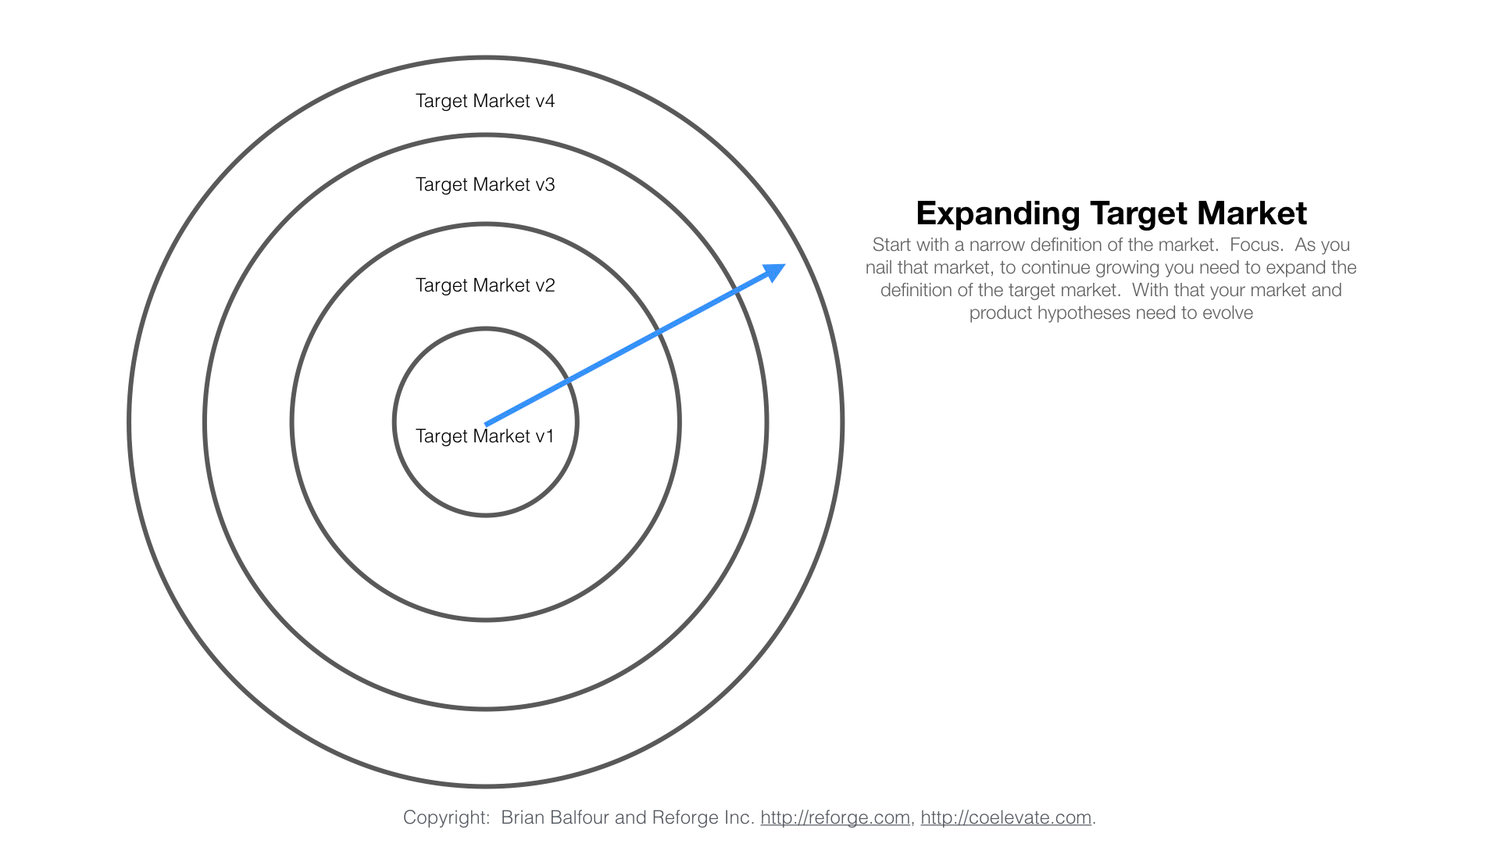 Target Market v4
Target Market v3
Target Market v2
Target Market v1
Expanding Target Market
Start with a narrow definition of the market.  Focus.  As you
nail that market, to continue growing you need to expand the
definition of the target market.  With that your market and
product hypotheses need to evolve
Copyright:  Brian Balfour and Reforge Inc. http://reforge.com, http://coelevate.com.